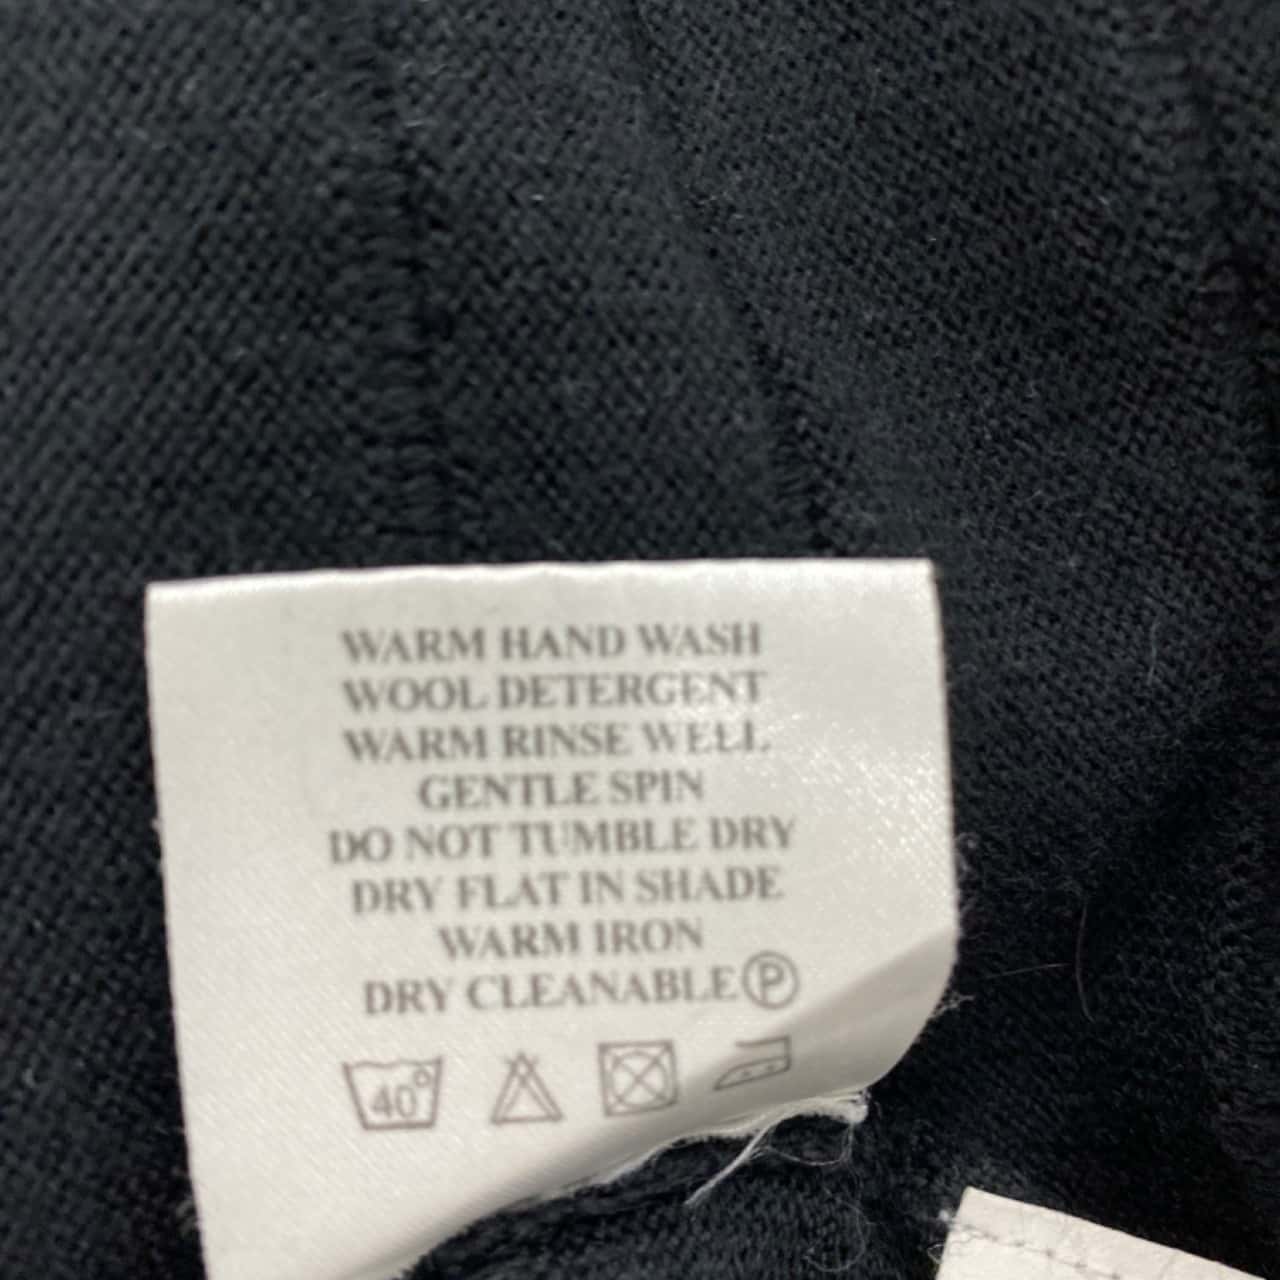 WARM HAND WASH
WOOL DETERGENT
WARM RINSE WELL
GENTLE SPIN
DO NOT TUMBLE DRY
DRY FLAT IN SHADE
WARM IRON
DRY CLEANABLE Ⓟ
40°